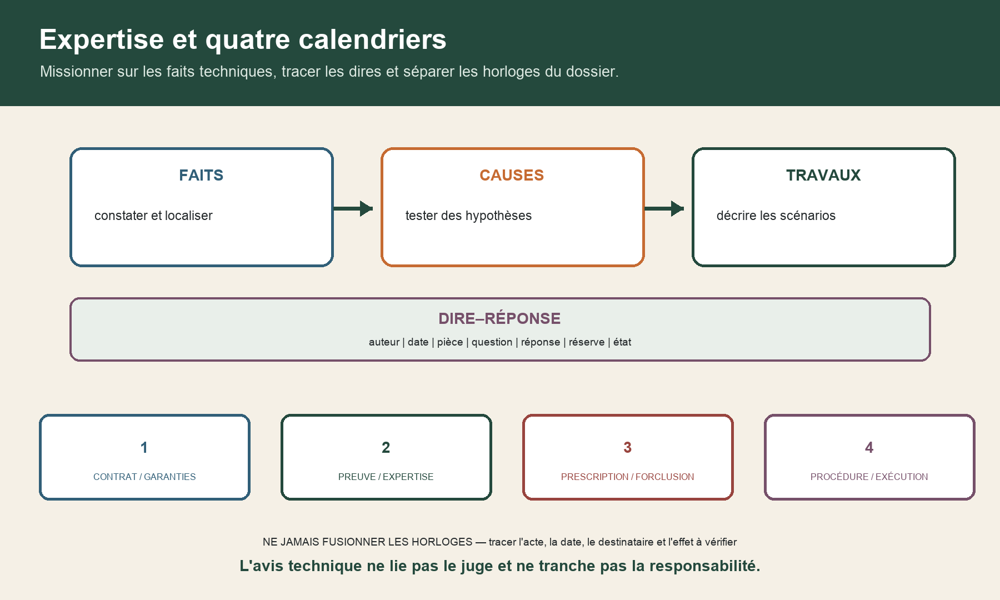 Expertise et quatre calendriers
Missionner sur les faits techniques, tracer les dires et séparer les horloges du dossier.
FAITS
constater et localiser
CAUSES
tester des hypothèses
TRAVAUX
décrire les scénarios
DIRE–RÉPONSE
auteur | date | pièce | question | réponse | réserve | état
1
CONTRAT / GARANTIES
2
PREUVE / EXPERTISE
3
PRESCRIPTION / FORCLUSION
4
PROCÉDURE / EXÉCUTION
NE JAMAIS FUSIONNER LES HORLOGES — tracer l'acte, la date, le destinataire et l'effet à vérifier
L'avis technique ne lie pas le juge et ne tranche pas la responsabilité.